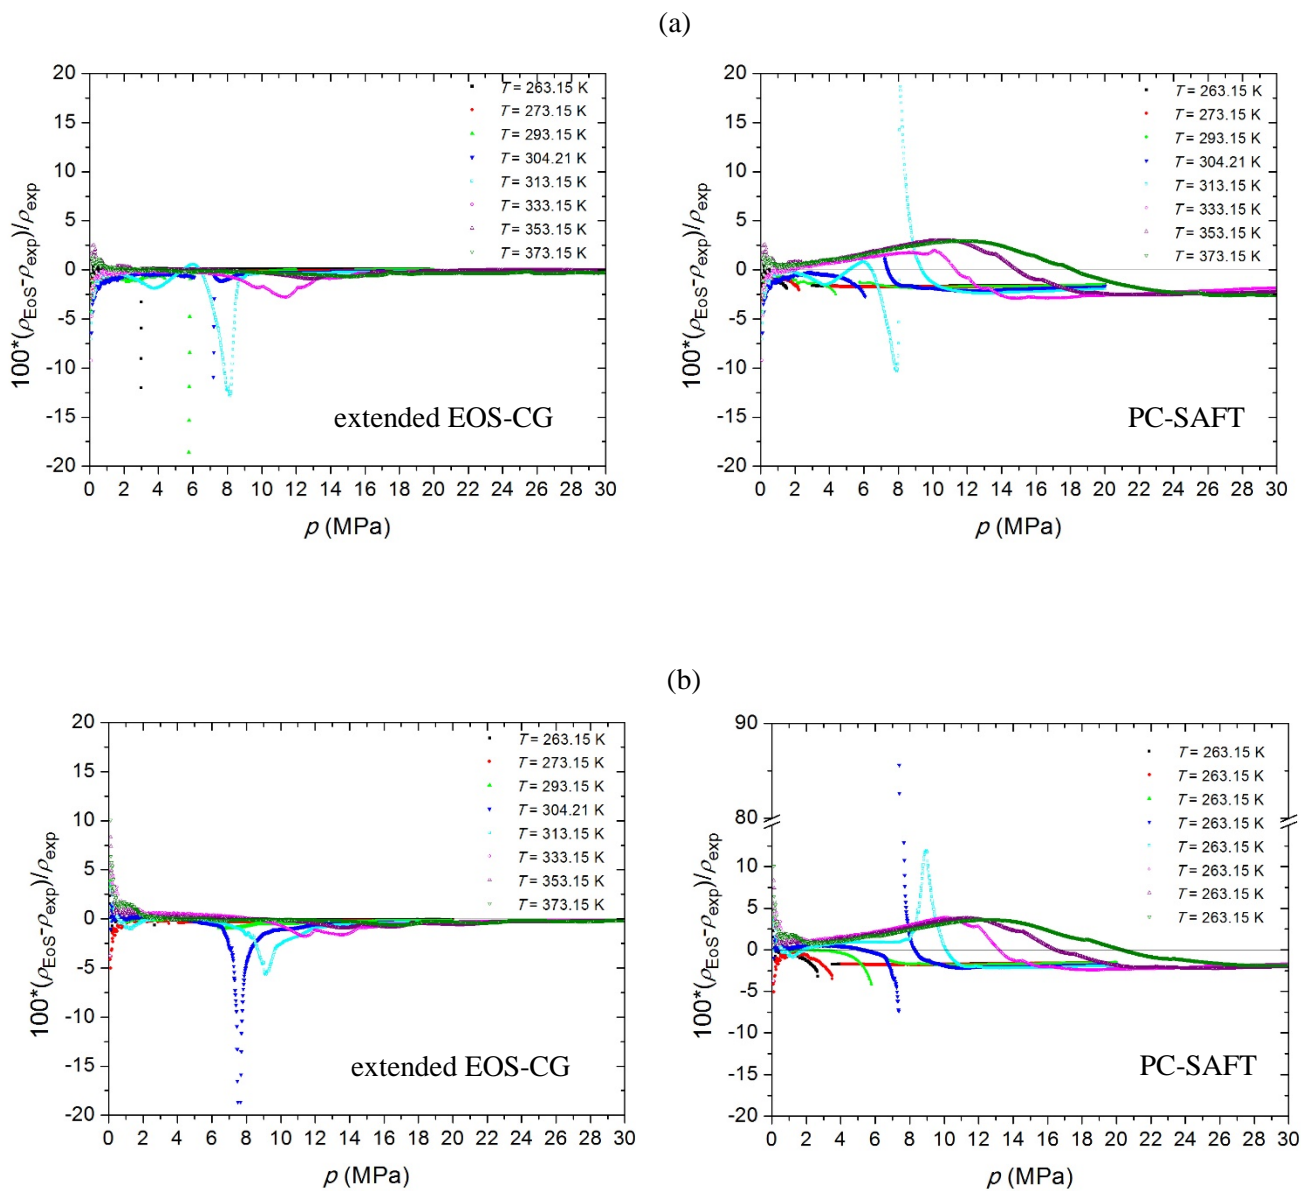 (a)
20
15
10
5
0
-5
-10
-15
-20
100*(ρEoS-ρexp)/ρexp
0 2 4 6 8 10 12 14 16 18 20 22 24 26 28 30
p (MPa)
T = 263.15 K
T = 273.15 K
T = 293.15 K
T = 304.21 K
T = 313.15 K
T = 333.15 K
T = 353.15 K
T = 373.15 K
extended EOS-CG
20
15
10
5
0
-5
-10
-15
-20
100*(ρEoS-ρexp)/ρexp
0 2 4 6 8 10 12 14 16 18 20 22 24 26 28 30
p (MPa)
T = 263.15 K
T = 273.15 K
T = 293.15 K
T = 304.21 K
T = 313.15 K
T = 333.15 K
T = 353.15 K
T = 373.15 K
PC-SAFT
(b)
20
15
10
5
0
-5
-10
-15
-20
100*(ρEoS-ρexp)/ρexp
0 2 4 6 8 10 12 14 16 18 20 22 24 26 28 30
p (MPa)
T = 263.15 K
T = 273.15 K
T = 293.15 K
T = 304.21 K
T = 313.15 K
T = 333.15 K
T = 353.15 K
T = 373.15 K
extended EOS-CG
90
80
10
5
0
-5
-10
-15
-20
100*(ρEoS-ρexp)/ρexp
0 2 4 6 8 10 12 14 16 18 20 22 24 26 28 30
p (MPa)
T = 263.15 K
T = 263.15 K
T = 263.15 K
T = 263.15 K
T = 263.15 K
T = 263.15 K
T = 263.15 K
T = 263.15 K
PC-SAFT